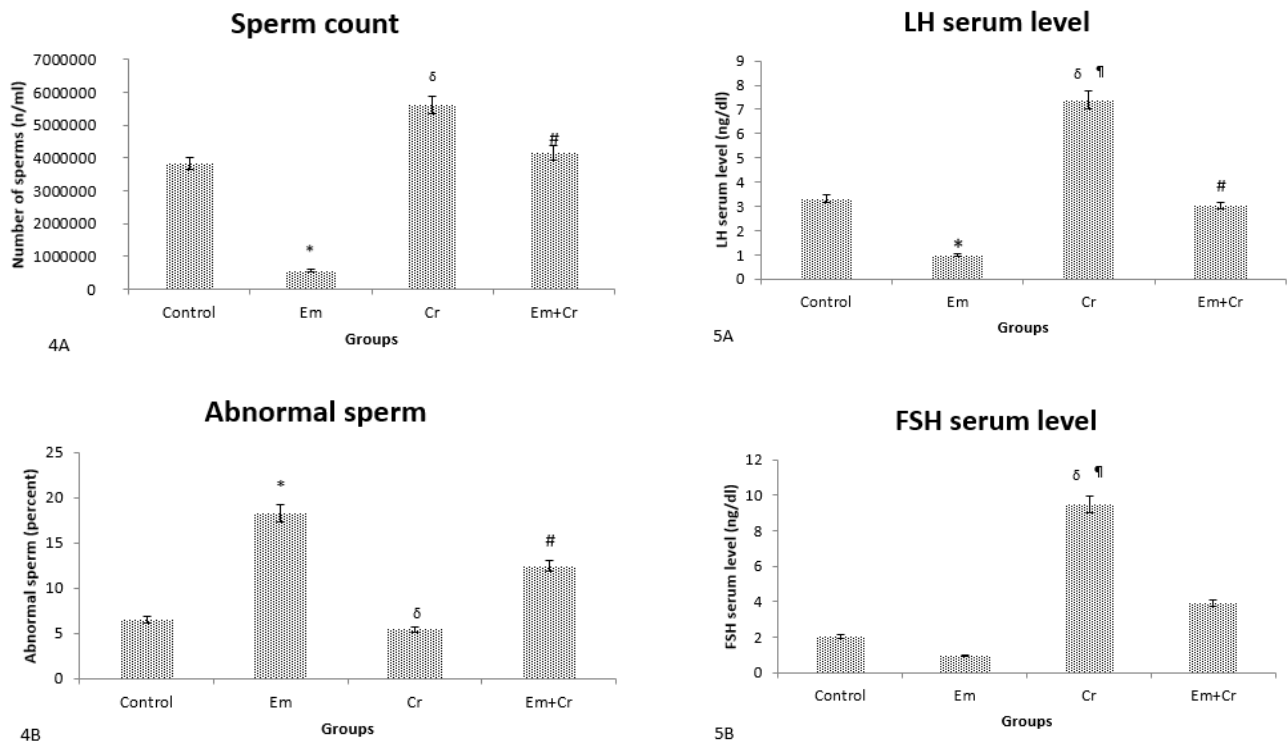 Sperm count
Number of sperms (n/ml)
7000000
6000000
5000000
4000000
3000000
2000000
1000000
0
*
δ
#
Control Em Cr Em+Cr
Groups
4A
LH serum level
LH serum level (ng/dl)
9
8
7
6
5
4
3
2
1
0
*
δ ¶
#
Control Em Cr Em+Cr
Groups
5A
Abnormal sperm
Abnormal sperm (percent)
25
20
15
10
5
0
*
δ
#
Control Em Cr Em+Cr
Groups
4B
FSH serum level
FSH serum level (ng/dl)
12
10
8
6
4
2
0
δ ¶
Control Em Cr Em+Cr
Groups
5B